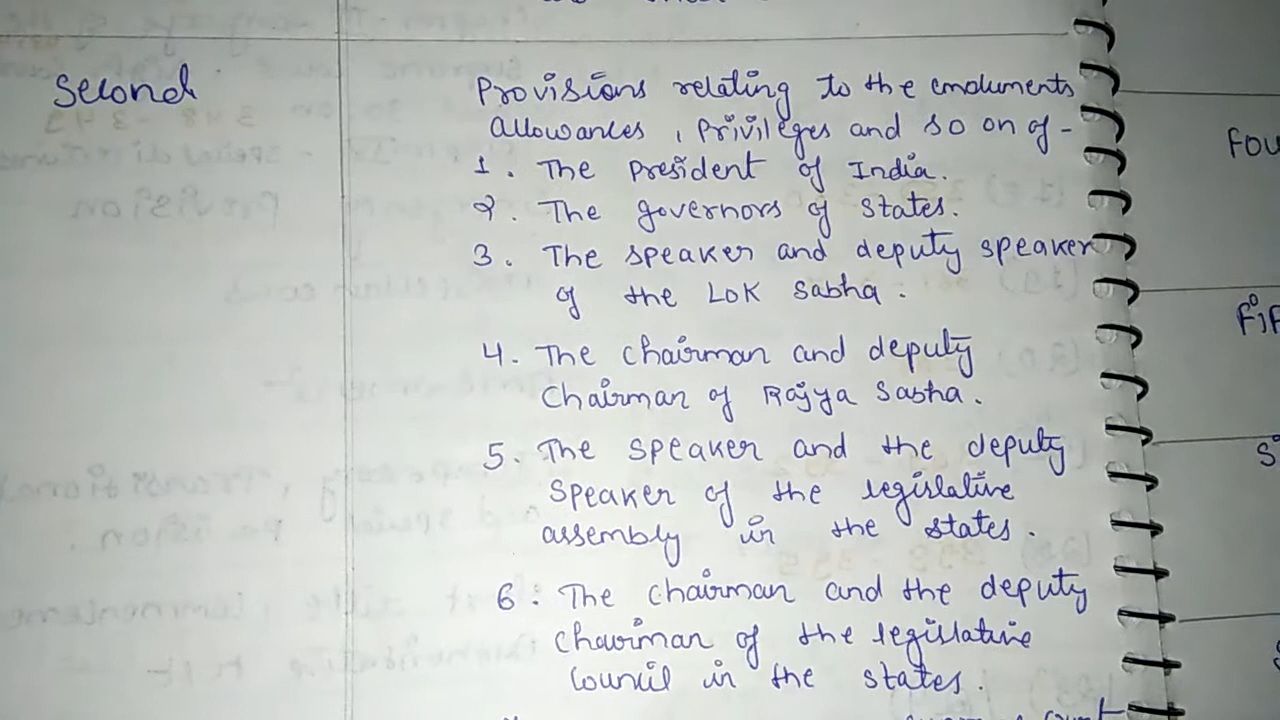 Second
Provisions relating to the emoluments
allowances, privileges and so on of -
1. The President of India.
2. The governors of states.
3. The speaker and deputy speaker
of the Lok Sabha.
4. The chairman and deputy
chairman of Rajya Sabha.
5. The speaker and the deputy
speaker of the legislative
assembly in the states.
6. The chairman and the deputy
chairman of the legislative
council in the states.